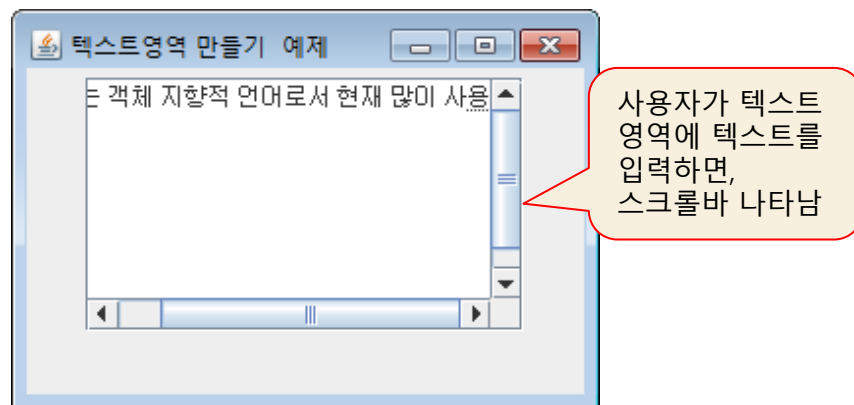 텍스트영역 만들기 예제
는 객체 지향적 언어로서 현재 많이 사용
사용자가 텍스트
영역에 텍스트를
입력하면,
스크롤바 나타남